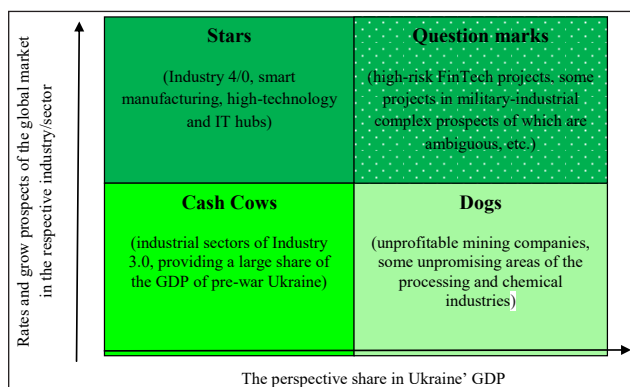 Rates and grow prospects of the global market
in the respective industry/sector
Stars
(Industry 4/0, smart
manufacturing, high-technology
and IT hubs)
Question marks
(high-risk FinTech projects, some
projects in military-industrial
complex prospects of which are
ambiguous, etc.)
Cash Cows
(industrial sectors of Industry
3.0, providing a large share of
the GDP of pre-war Ukraine)
Dogs
(unprofitable mining companies,
some unpromising areas of the
processing and chemical
industries)
The perspective share in Ukraine’ GDP